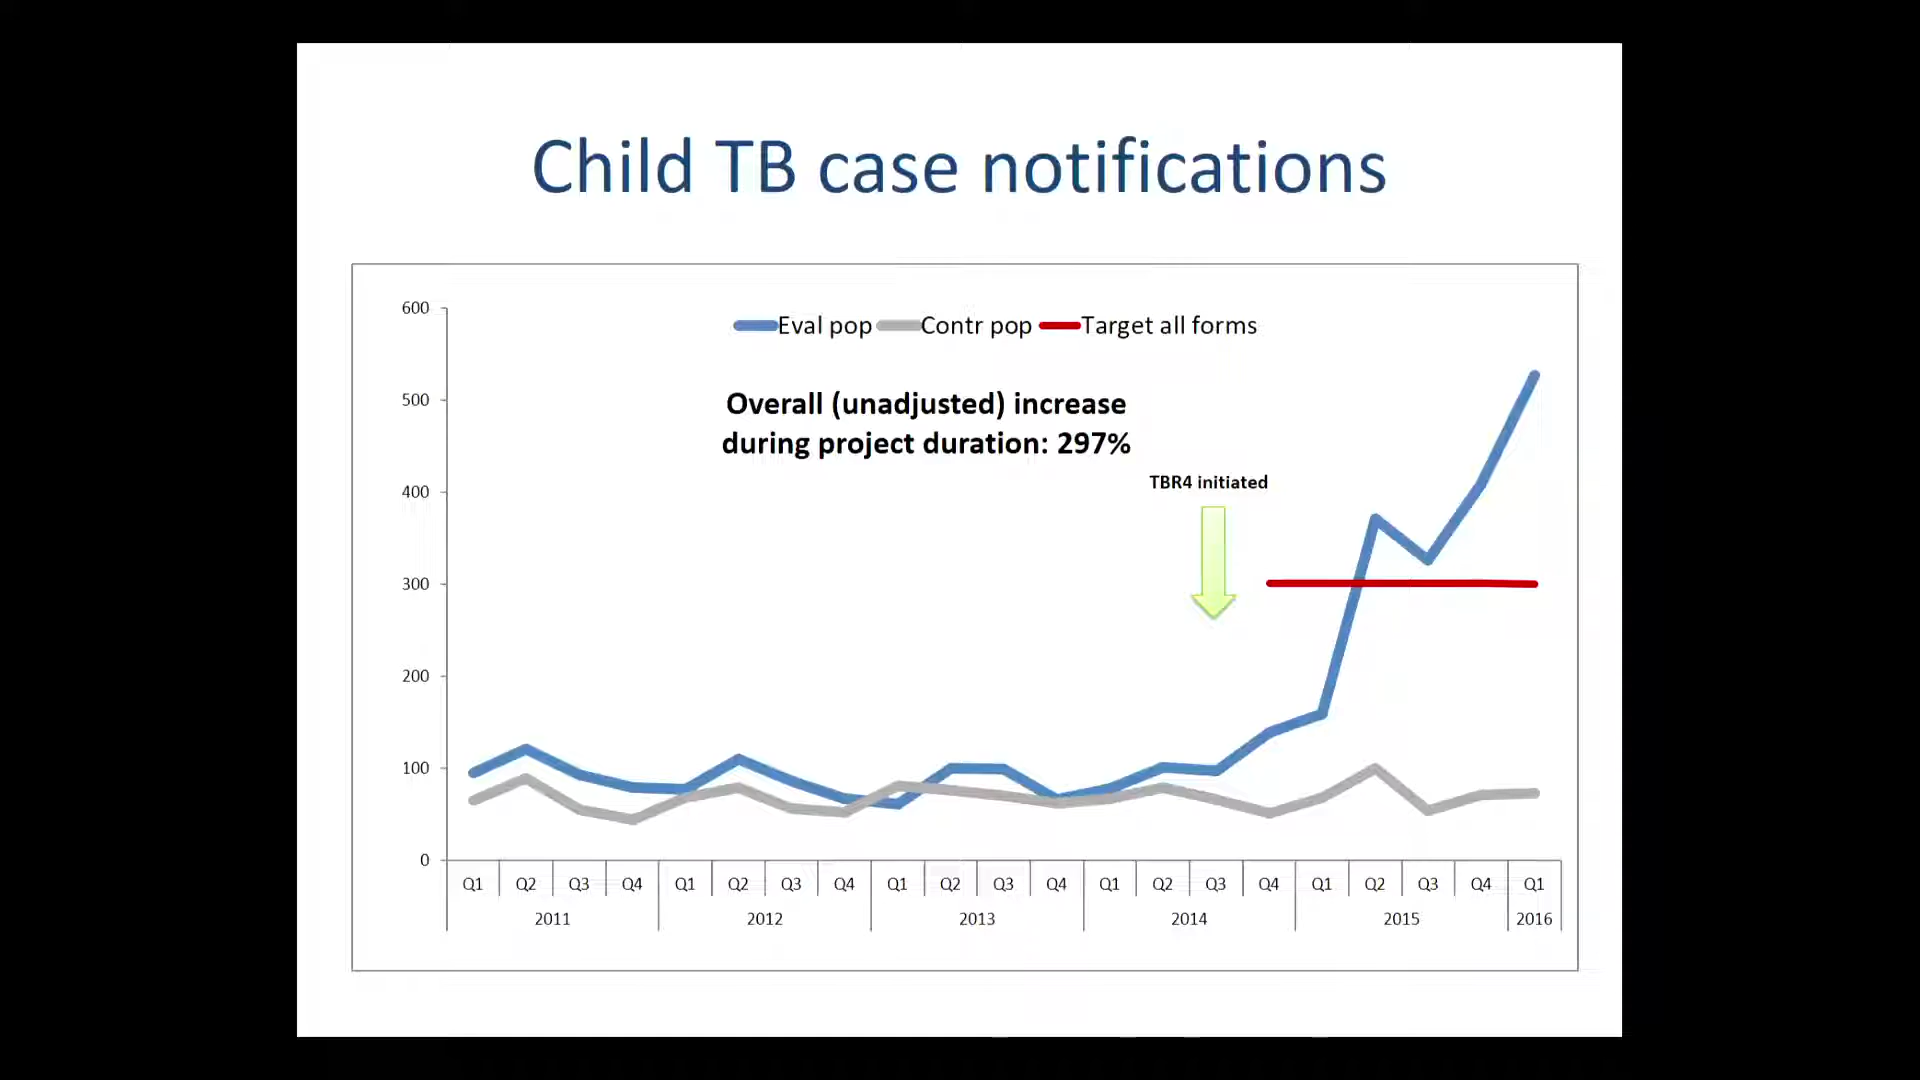 Child TB case notifications
600
Eval pop Contr pop Target all forms
Overall (unadjusted) increase
during project duration: 297%
500
TBR4 initiated
400
300
200
100
0
Q1 Q2 Q3 Q4 Q1 Q2 Q3 Q4 Q1 Q2 Q3 Q4 Q1 Q2 Q3 Q4 Q1 Q2 Q3 Q4 Q1
2011 2012 2013 2014 2015 2016